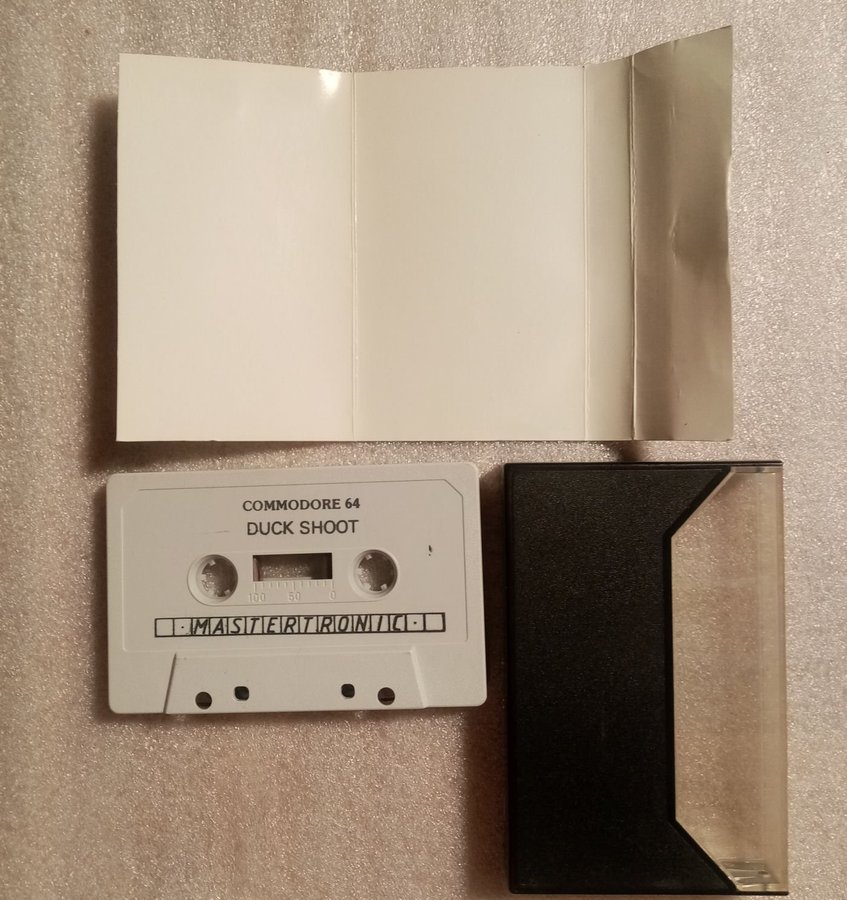 COMMODORE 64
DUCK SHOOT
100 50 0
·MASTERTRONIC·